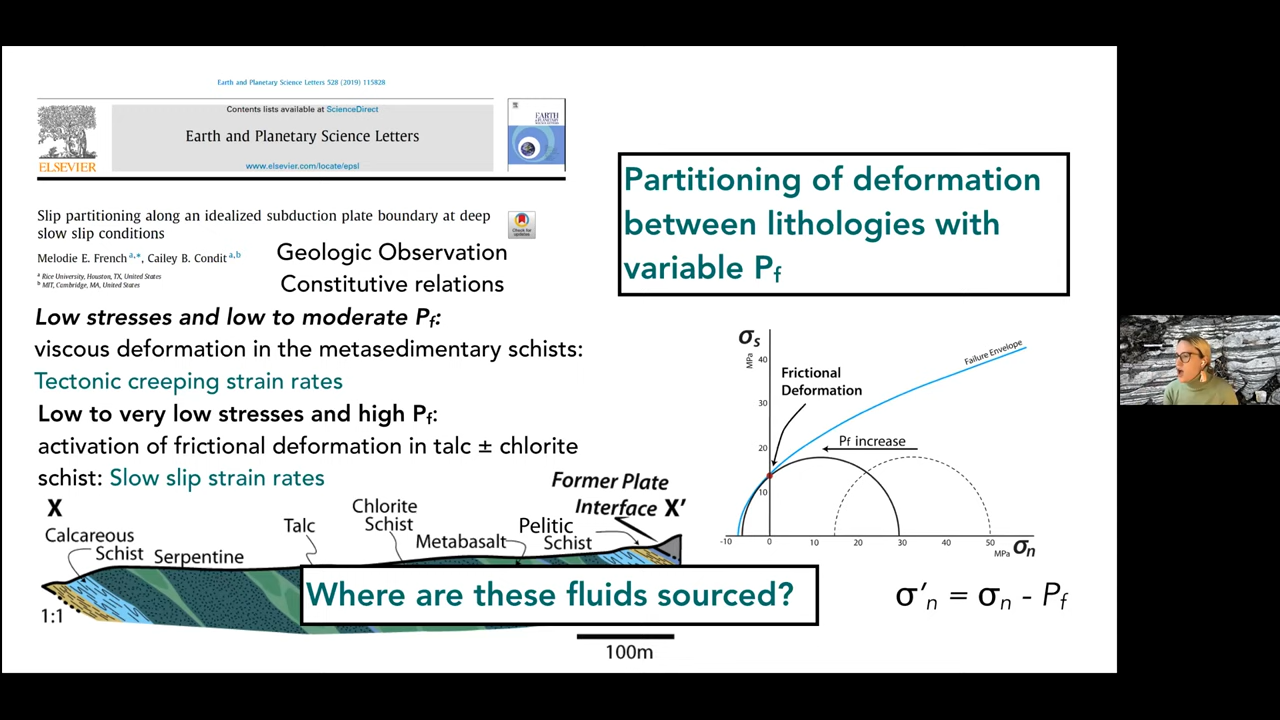 Earth and Planetary Science Letters 528 (2019) 115828
Contents lists available at ScienceDirect
Earth and Planetary Science Letters
www.elsevier.com/locate/epsl
ELSEVIER
EARTH
Slip partitioning along an idealized subduction plate boundary at deep
slow slip conditions
Check for
updates
Melodie E. French a,*, Cailey B. Condit a,b
a Rice University, Houston, TX, United States
b MIT, Cambridge, MA, United States
Geologic Observation
Constitutive relations
Low stresses and low to moderate Pf:
viscous deformation in the metasedimentary schists:
Tectonic creeping strain rates
Low to very low stresses and high Pf:
activation of frictional deformation in talc ± chlorite
schist: Slow slip strain rates
Partitioning of deformation
between lithologies with
variable Pf
σs
MPa
40
30
20
10
Failure Envelope
Frictional
Deformation
Pf increase
-10 0 10 20 30 40 50
MPa σn
σ'n = σn - Pf
X
Calcareous
Schist
Serpentine
Talc
Chlorite
Schist
Metabasalt
Pelitic
Schist
Former Plate
Interface X'
1:1
Where are these fluids sourced?
100m